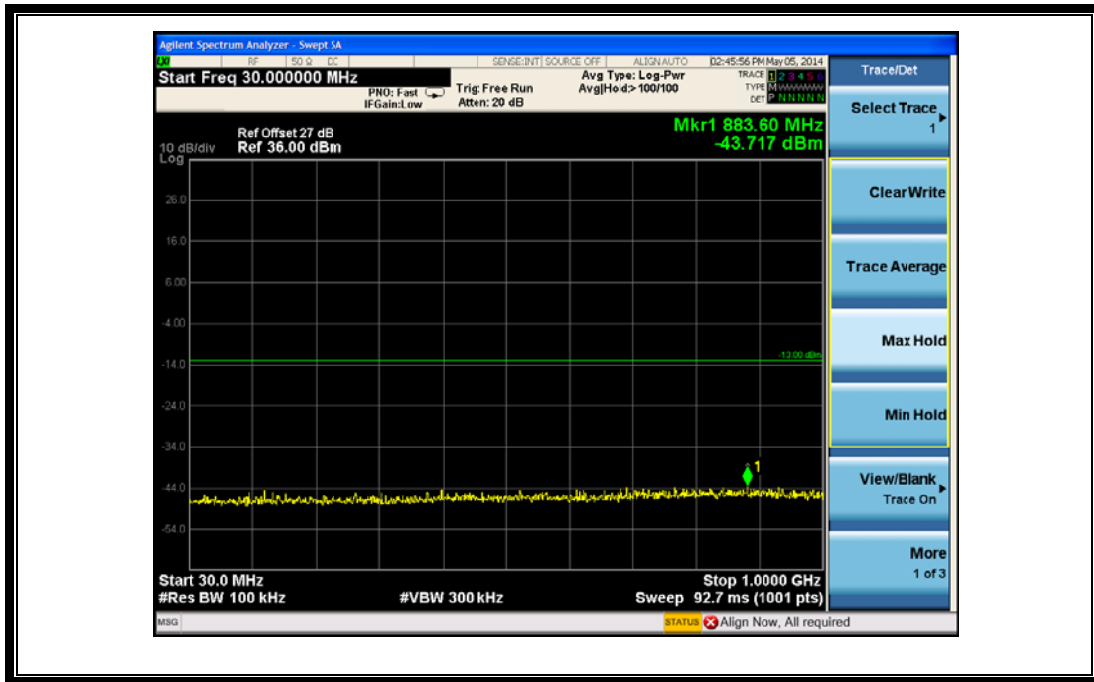 Agilent Spectrum Analyzer - Swept SA
LXI RF 50 Ω DC SENSE:INT SOURCE OFF ALIGN AUTO 02:45:56 PM May 05, 2014
Start Freq 30.000000 MHz
PNO: Fast
IFGain:Low
Trig: Free Run
Atten: 20 dB
Avg Type: Log-Pwr
Avg|Hold:> 100/100
TRACE 1 2 3 4 5 6
TYPE M WWWWW
DET P N N N N N
Mkr1 883.60 MHz
-43.717 dBm
Ref Offset 27 dB
Ref 36.00 dBm
10 dB/div
Log
26.0
16.0
6.00
-4.00
-13.00 dBm
-14.0
-24.0
-34.0
1
-44.0
-54.0
Start 30.0 MHz
Stop 1.0000 GHz
#Res BW 100 kHz
#VBW 300 kHz
Sweep 92.7 ms (1001 pts)
MSG
STATUS Align Now, All required
Trace/Det
Select Trace
1
ClearWrite
Trace Average
Max Hold
Min Hold
View/Blank
Trace On
More
1 of 3